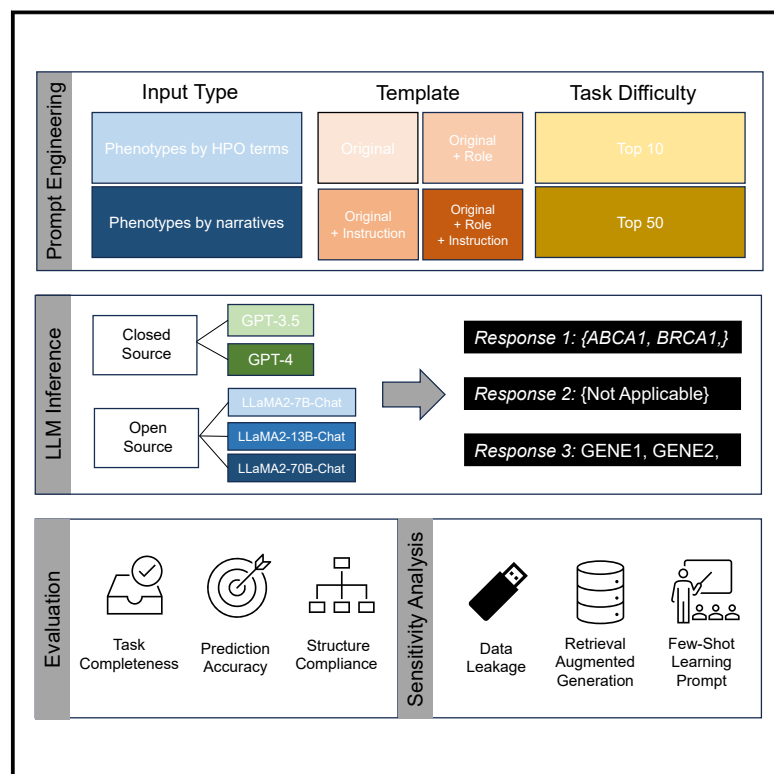 Prompt Engineering
Input Type
Template
Task Difficulty
Phenotypes by HPO terms
Phenotypes by narratives
Original
Original
+ Role
Original
+ Instruction
Original
+ Role
+ Instruction
Top 10
Top 50
LLM Inference
Closed
Source
GPT-3.5
GPT-4
Open
Source
LLaMA2-7B-Chat
LLaMA2-13B-Chat
LLaMA2-70B-Chat
Response 1: {ABCA1, BRCA1,}
Response 2: {Not Applicable}
Response 3: GENE1, GENE2,
Evaluation
Task
Completeness
Prediction
Accuracy
Structure
Compliance
Sensitivity Analysis
Data
Leakage
Retrieval
Augmented
Generation
Few-Shot
Learning
Prompt